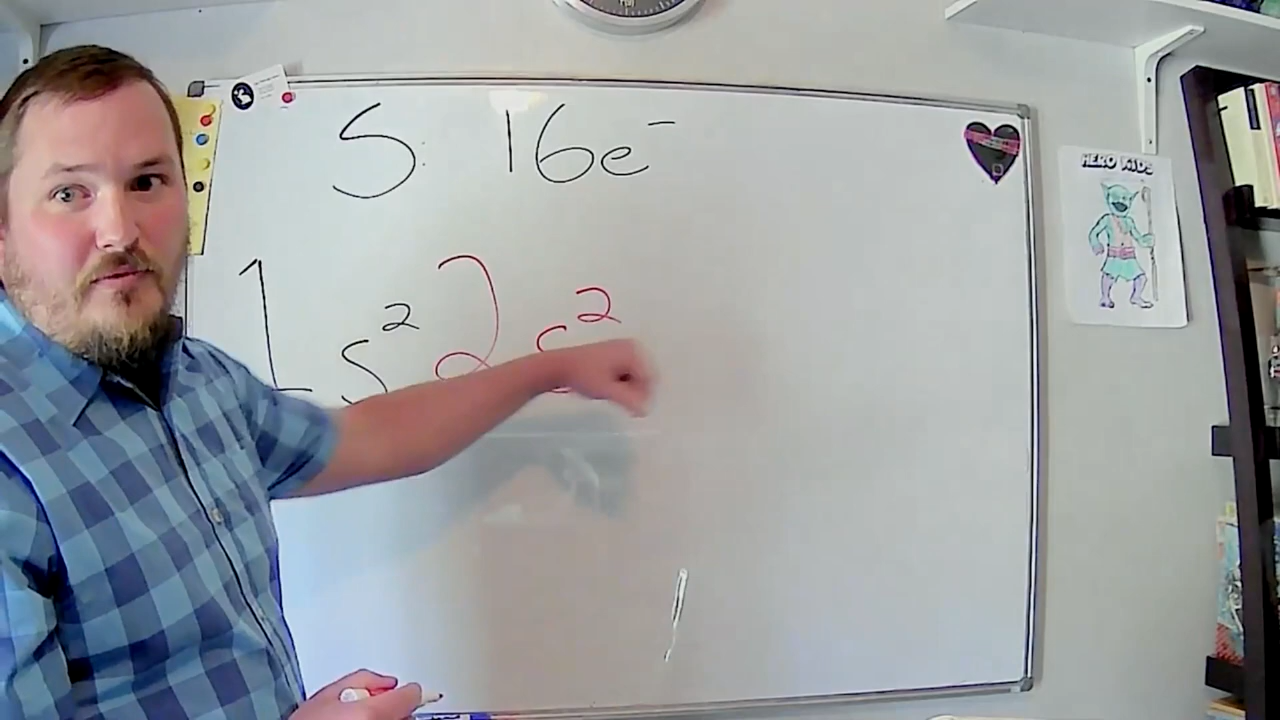 S: 16e⁻
1s² 2s²
HERO KIDS